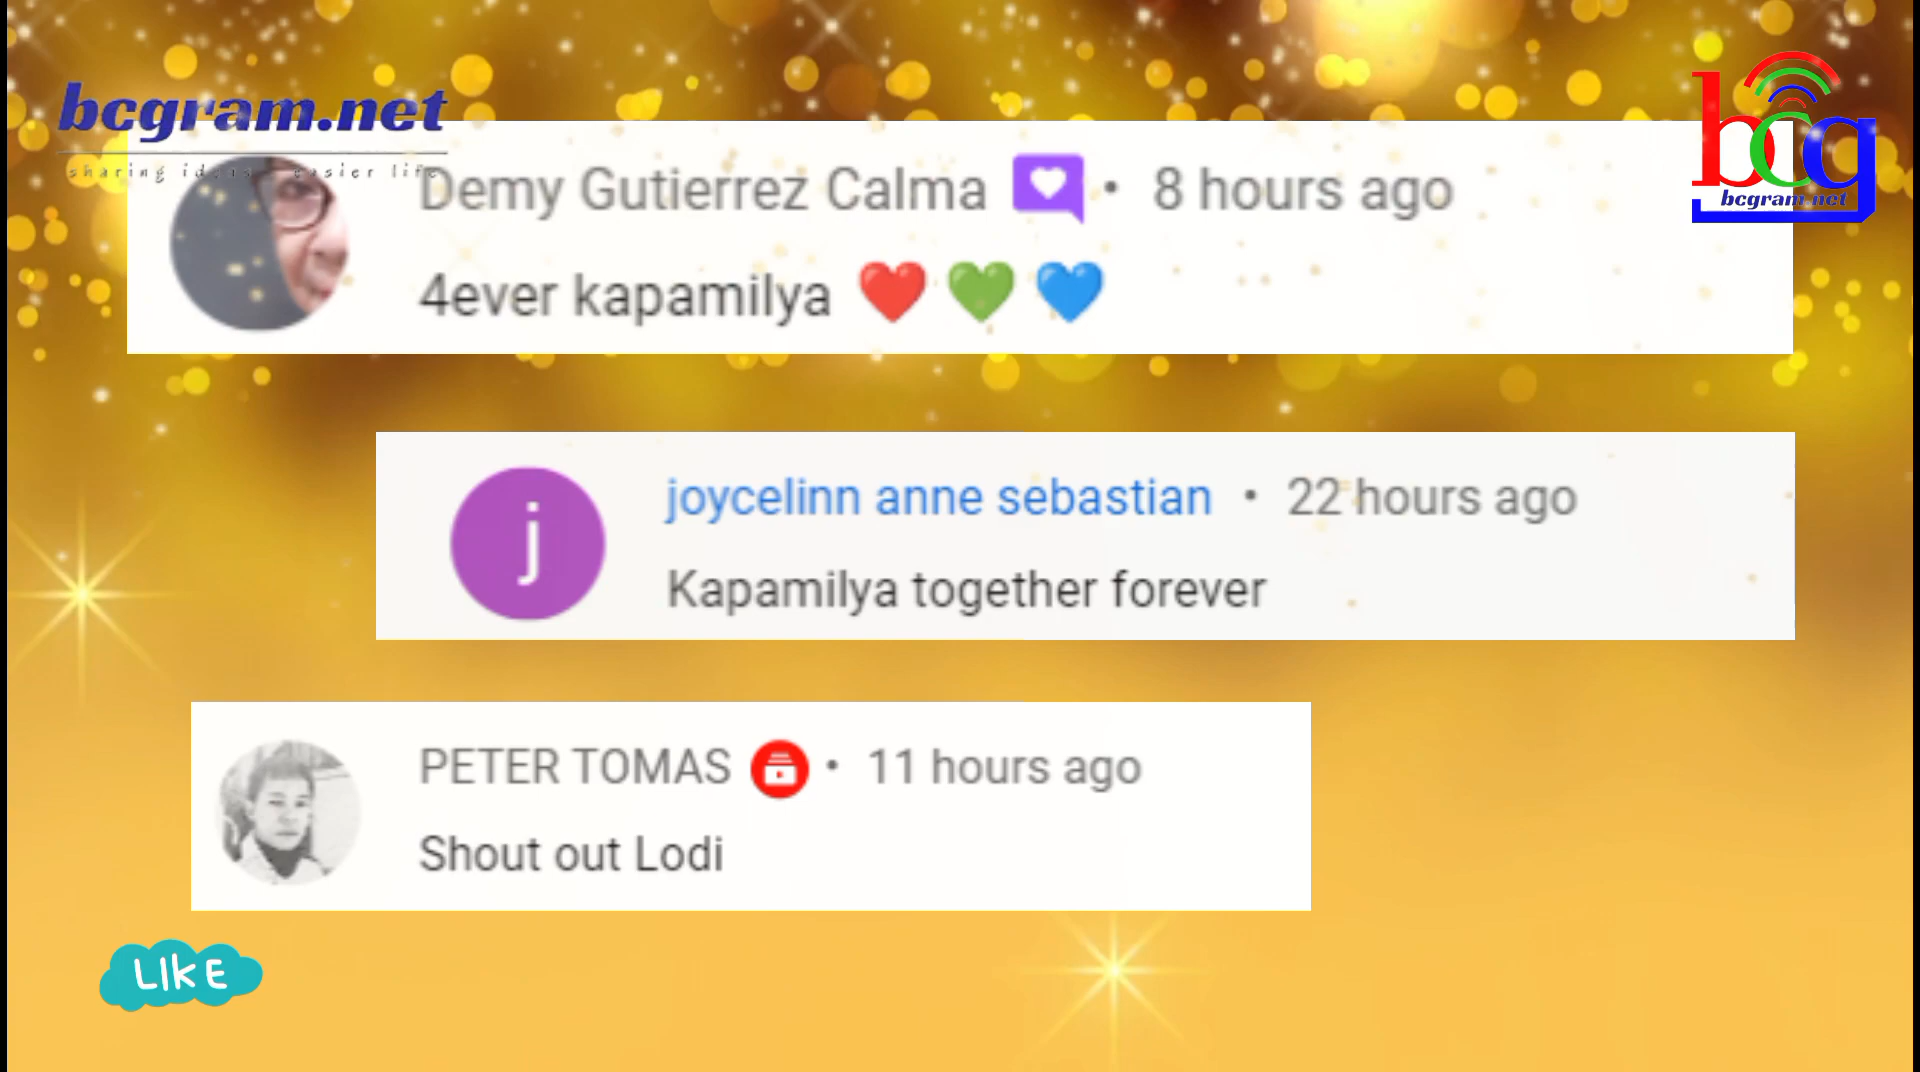 bcgram.net
sharing ideas easier life
bcg
bcgram.net
Demy Gutierrez Calma • 8 hours ago
4ever kapamilya ❤️ 💚 💙
j
joycelinn anne sebastian • 22 hours ago
Kapamilya together forever
PETER TOMAS • 11 hours ago
Shout out Lodi
LIKE